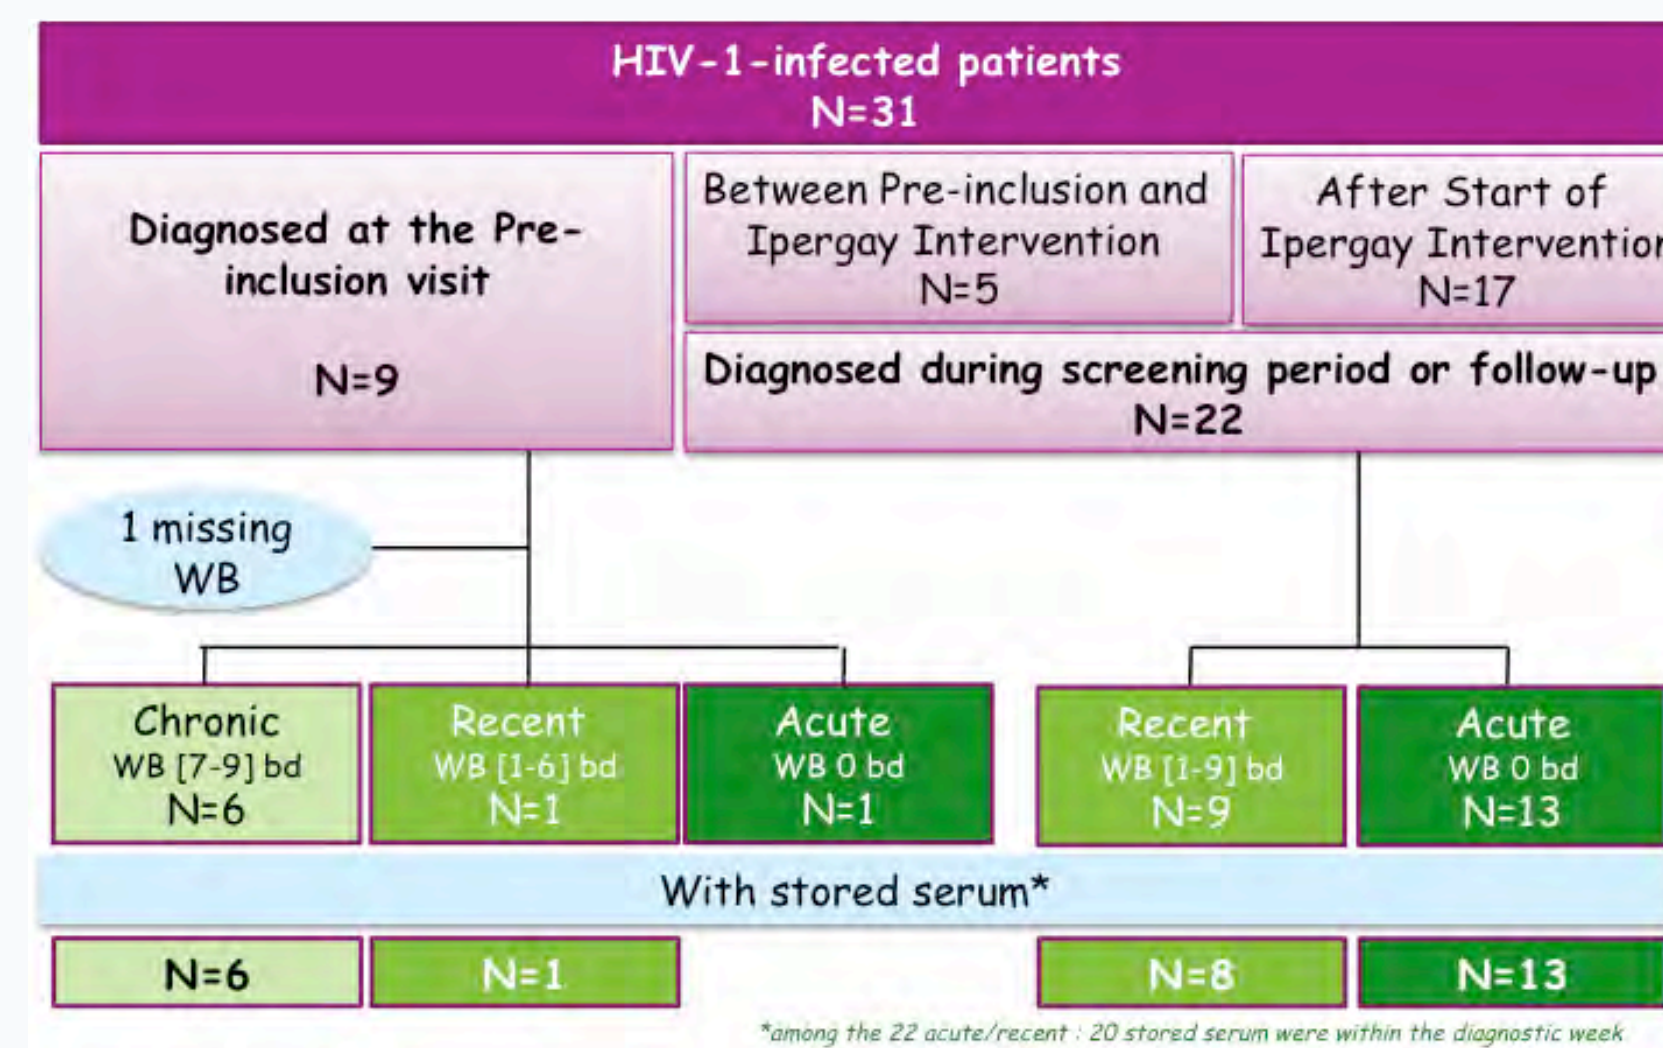 HIV-1-infected patients
N=31
Diagnosed at the Pre-
inclusion visit
N=9
Between Pre-inclusion and
Ipergay Intervention
N=5
After Start of
Ipergay Intervention
N=17
Diagnosed during screening period or follow-up
N=22
1 missing
WB
Chronic
WB [7-9] bd
N=6
Recent
WB [1-6] bd
N=1
Acute
WB 0 bd
N=1
Recent
WB [1-9] bd
N=9
Acute
WB 0 bd
N=13
With stored serum*
N=6
N=1
N=8
N=13
*among the 22 acute/recent : 20 stored serum were within the diagnostic week